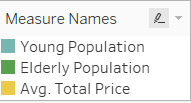 Measure Names
Young Population
Elderly Population
Avg. Total Price